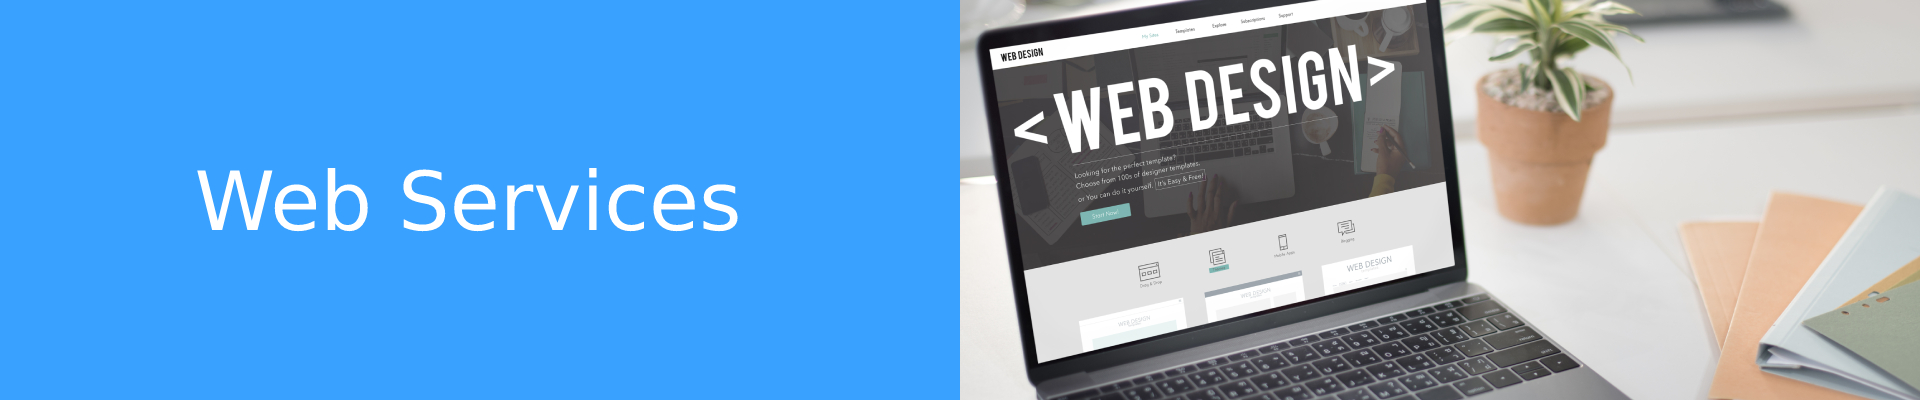 Web Services
WEB DESIGN
My Sites Templates Explore Subscriptions Support
<WEB DESIGN>
Looking for the perfect template?
Choose from 100s of designer templates.
or You can do it yourself. It's Easy & Free!
Start Now!
Drag & Drop
Mobile Apps
WEB DESIGN
WEB DESIGN
WEB DESIGN